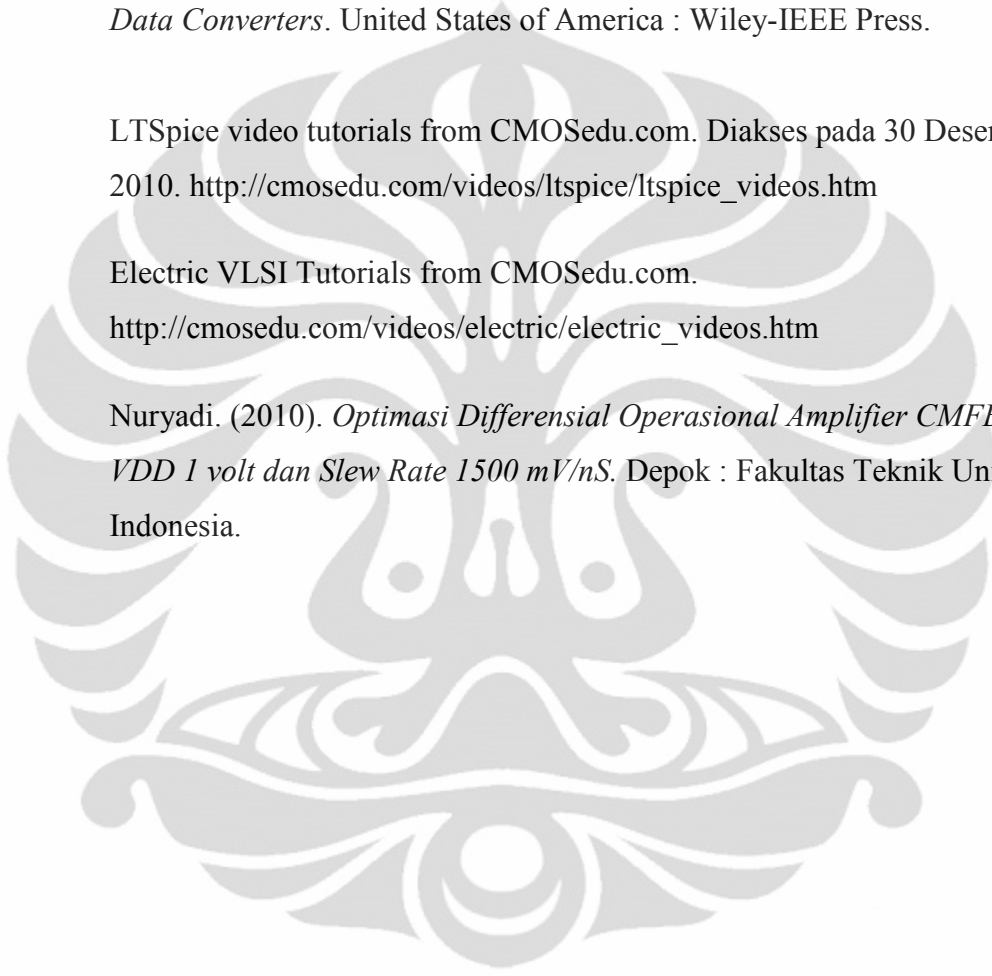 Data Converters. United States of America : Wiley-IEEE Press.
LTSpice video tutorials from CMOSedu.com. Diakses pada 30
2010. http://cmosedu.com/videos/ltspice/ltspice_videos.htm
Electric VLSI Tutorials from CMOSedu.com.
http://cmosedu.com/videos/electric/electric_videos.htm
Nuryadi. (2010). Optimasi Differensial Operasional Amplifier
VDD 1 volt dan Slew Rate 1500 mV/nS. Depok : Fakultas Teknik
Indonesia.